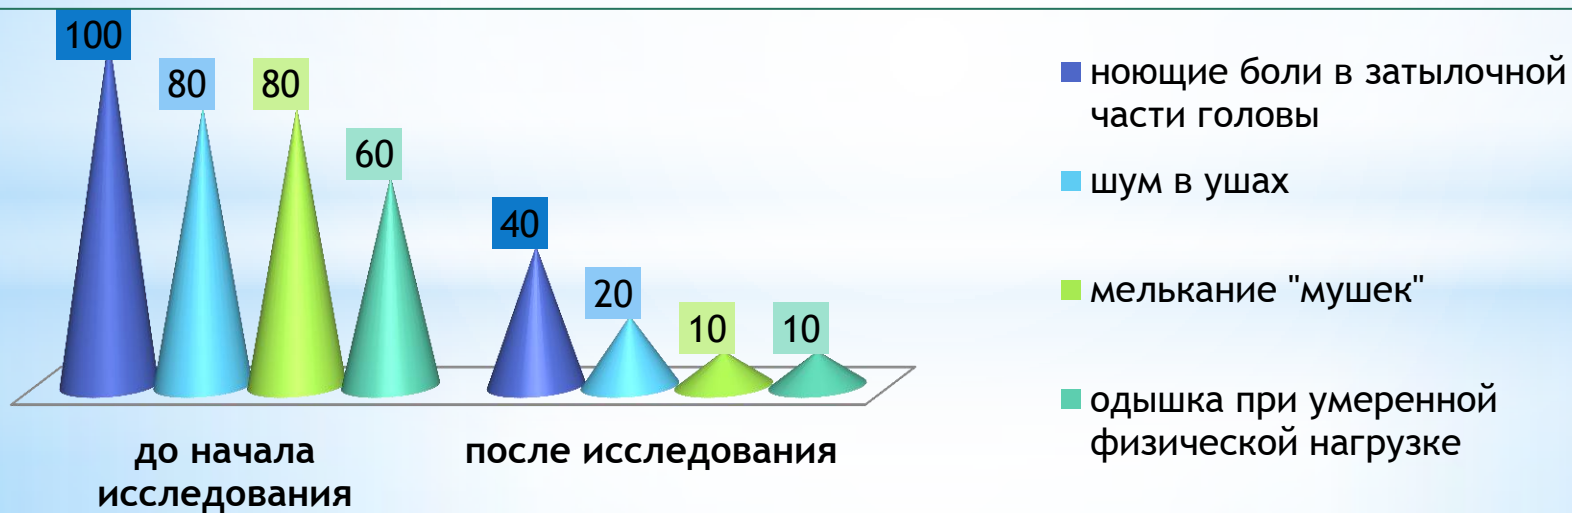 100
80
80
60
40
20
10
10
до начала
исследования
после исследования
ноющие боли в затылочной
части головы
шум в ушах
мелькание "мушек"
одышка при умеренной
физической нагрузке